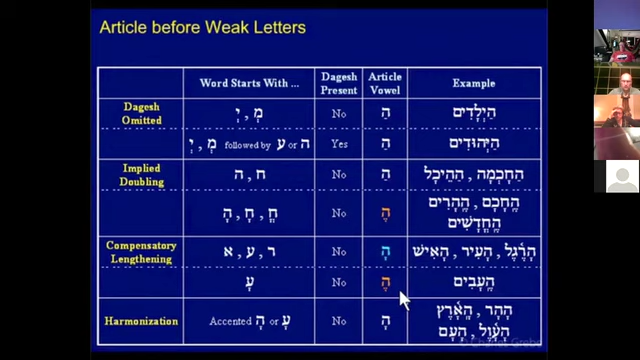 Article before Weak Letters
Word Starts With ... Dagesh Present Article Vowel Example
Dagesh Omitted מְ , יְ No הַ הַיְלָדִים
מְ , יְ followed by ע or ה Yes הַ הַיְּהוּדִים
Implied Doubling ח , ה No הַ הַחׇכְמָה , הַהֵיכָל
חֳ , חָ , הָ No הֶ הֶחָכָם , הֶהָרִים
הֶחֳדָשִׁים
Compensatory Lengthening ר , ע , א No הָ הָרֶגֶל , הָעִיר , הָאִישׁ
עָ No הֶ הֶעָבִים
Harmonization Accented הָ or עָ No הָ הָהָר , הָאָרֶץ
הָעָוֶל , הָעָם